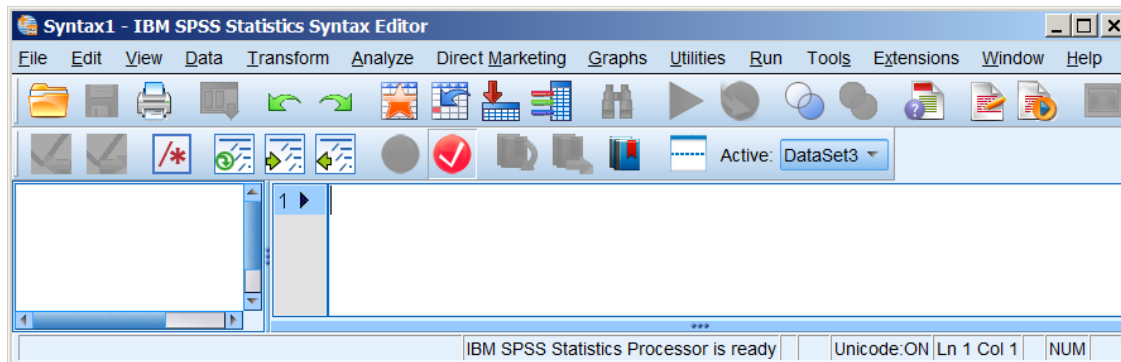 Syntax1 - IBM SPSS Statistics Syntax Editor
File Edit View Data Transform Analyze Direct Marketing Graphs Utilities Run Tools Extensions Window Help
/*
Active: DataSet3
1
IBM SPSS Statistics Processor is ready Unicode:ON Ln 1 Col 1 NUM